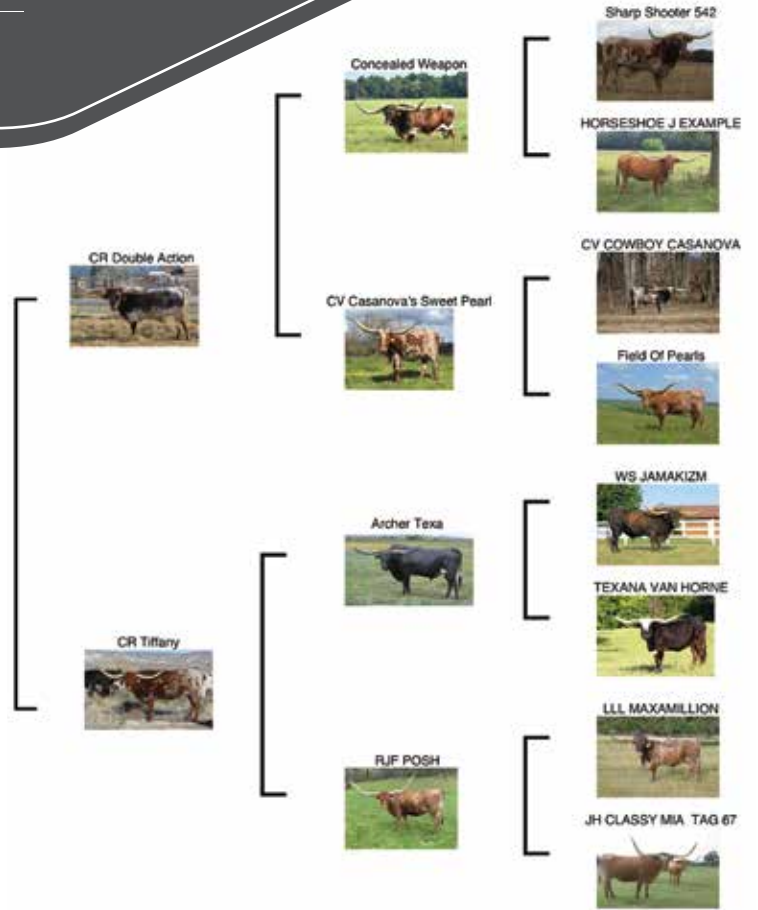 Sharp Shooter 542
Concealed Weapon
HORSESHOE J EXAMPLE
CR Double Action
CV COWBOY CASANOVA
CV Casanova's Sweet Pearl
Field Of Pearls
WS JAMAKIZM
Archer Texa
TEXANA VAN HORNE
CR Tiffany
LLL MAXAMILLION
RJF POSH
JH CLASSY MIA TAG 67